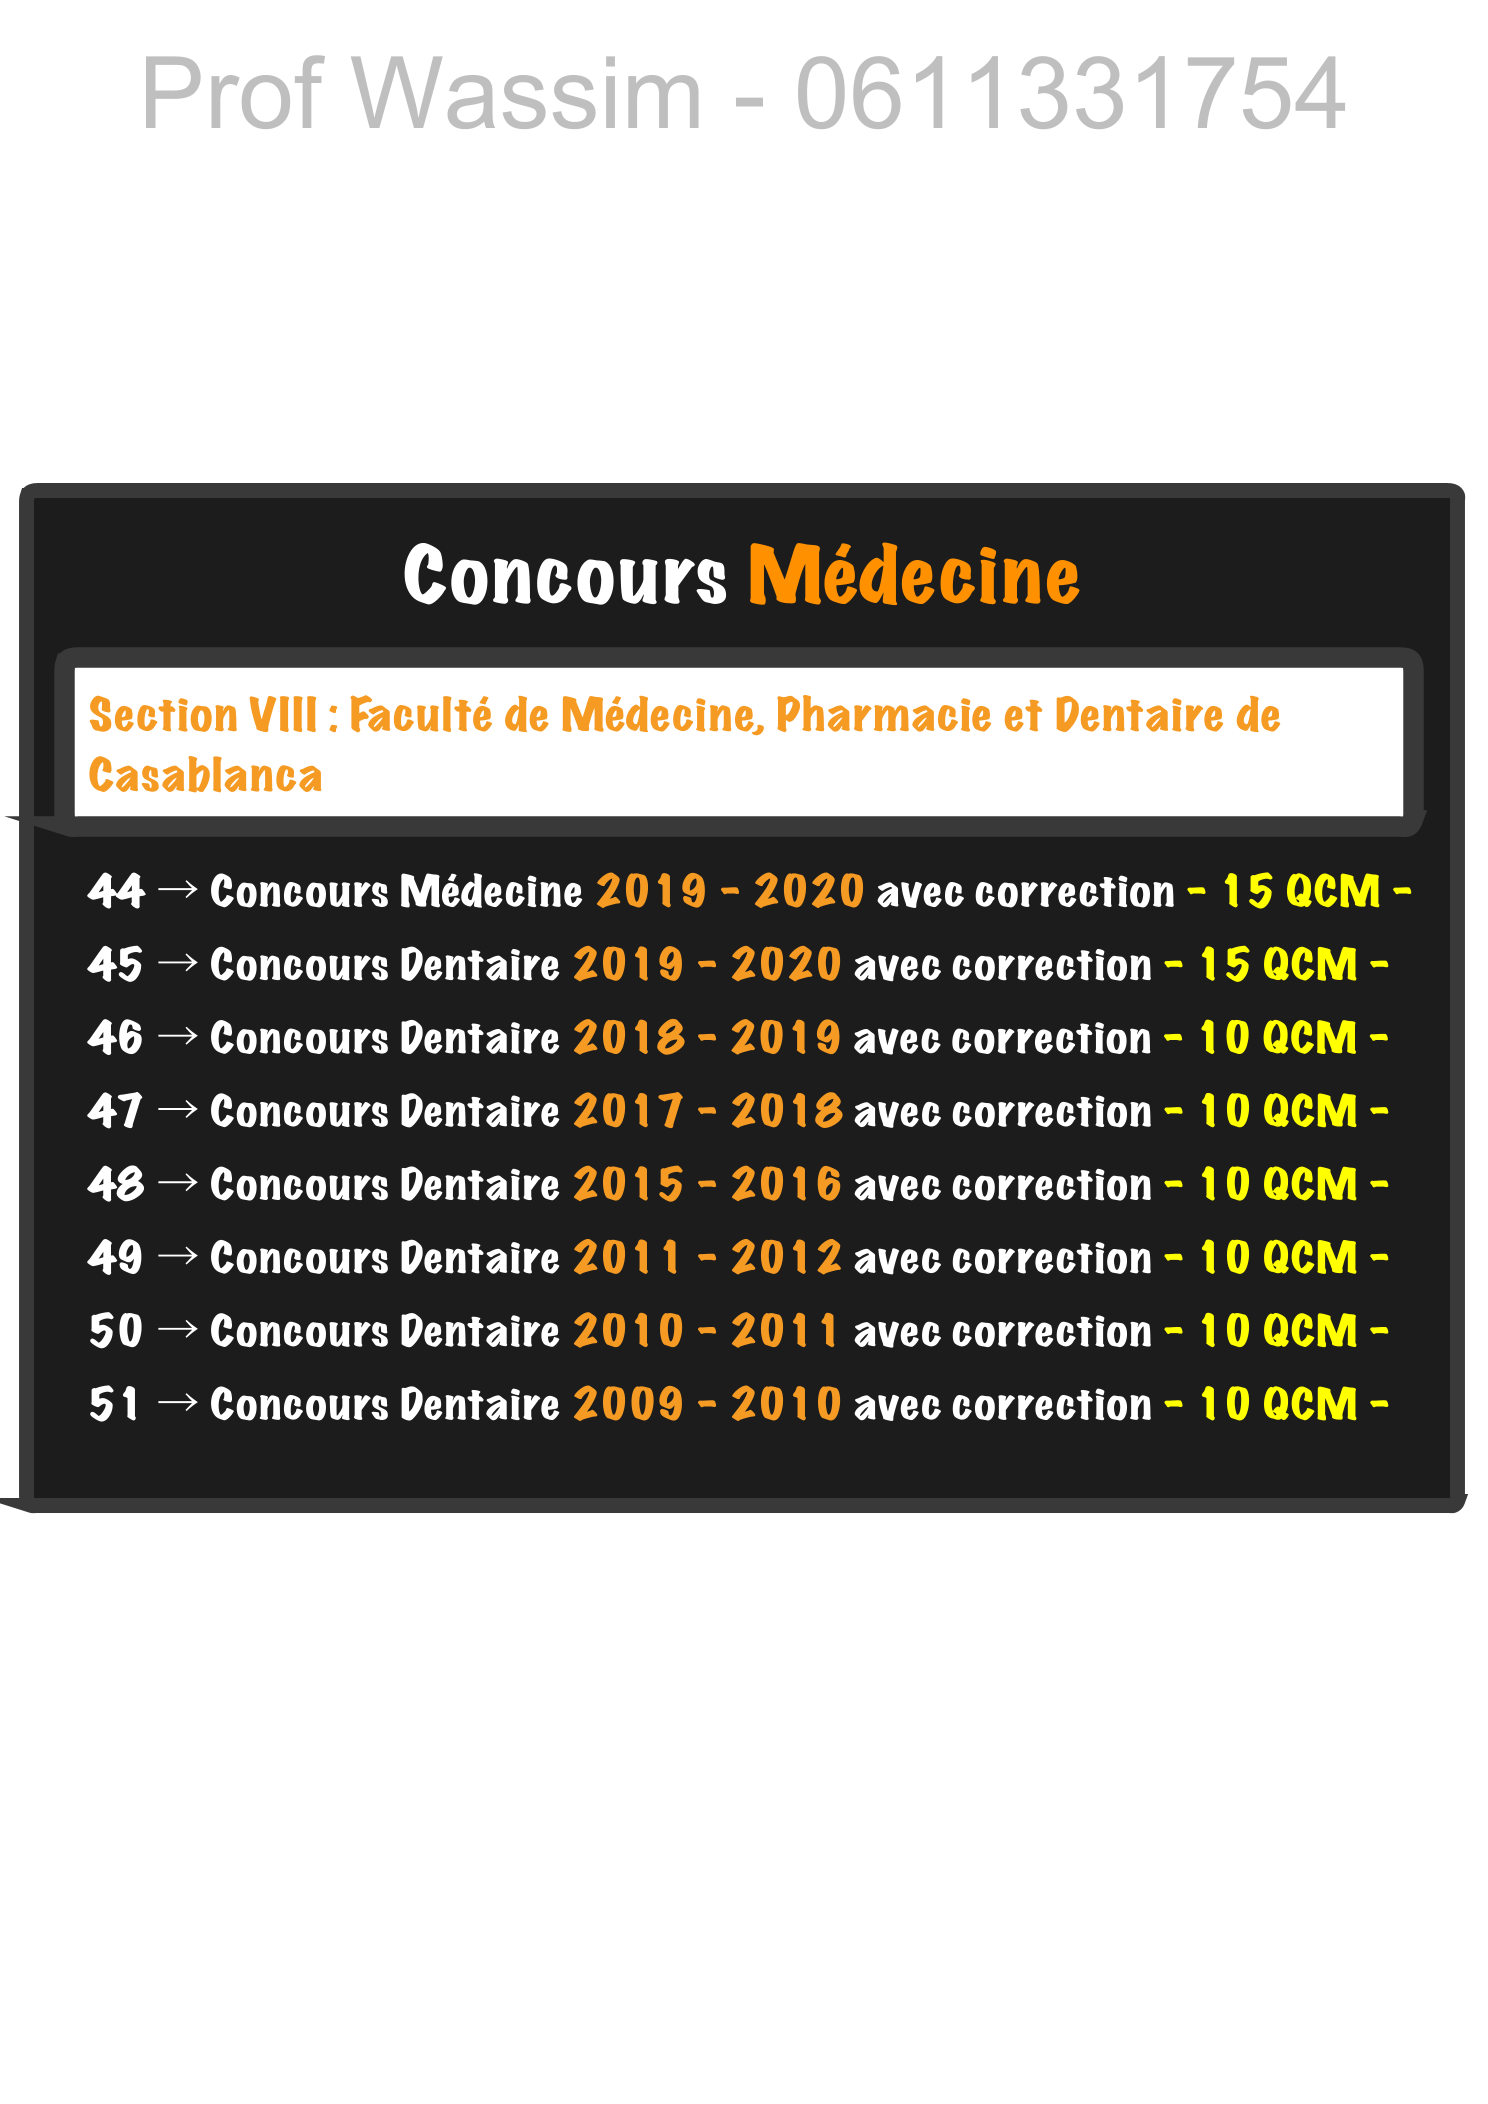 Prof Wassim - 0611331754
Concours Médecine
Section VIII : Faculté de Médecine, Pharmacie et Dentaire de
Casablanca
44 → Concours Médecine 2019 - 2020 avec correction - 15 QCM -
45 → Concours Dentaire 2019 - 2020 avec correction - 15 QCM -
46 → Concours Dentaire 2018 - 2019 avec correction - 10 QCM -
47 → Concours Dentaire 2017 - 2018 avec correction - 10 QCM -
48 → Concours Dentaire 2015 - 2016 avec correction - 10 QCM -
49 → Concours Dentaire 2011 - 2012 avec correction - 10 QCM -
50 → Concours Dentaire 2010 - 2011 avec correction - 10 QCM -
51 → Concours Dentaire 2009 - 2010 avec correction - 10 QCM -